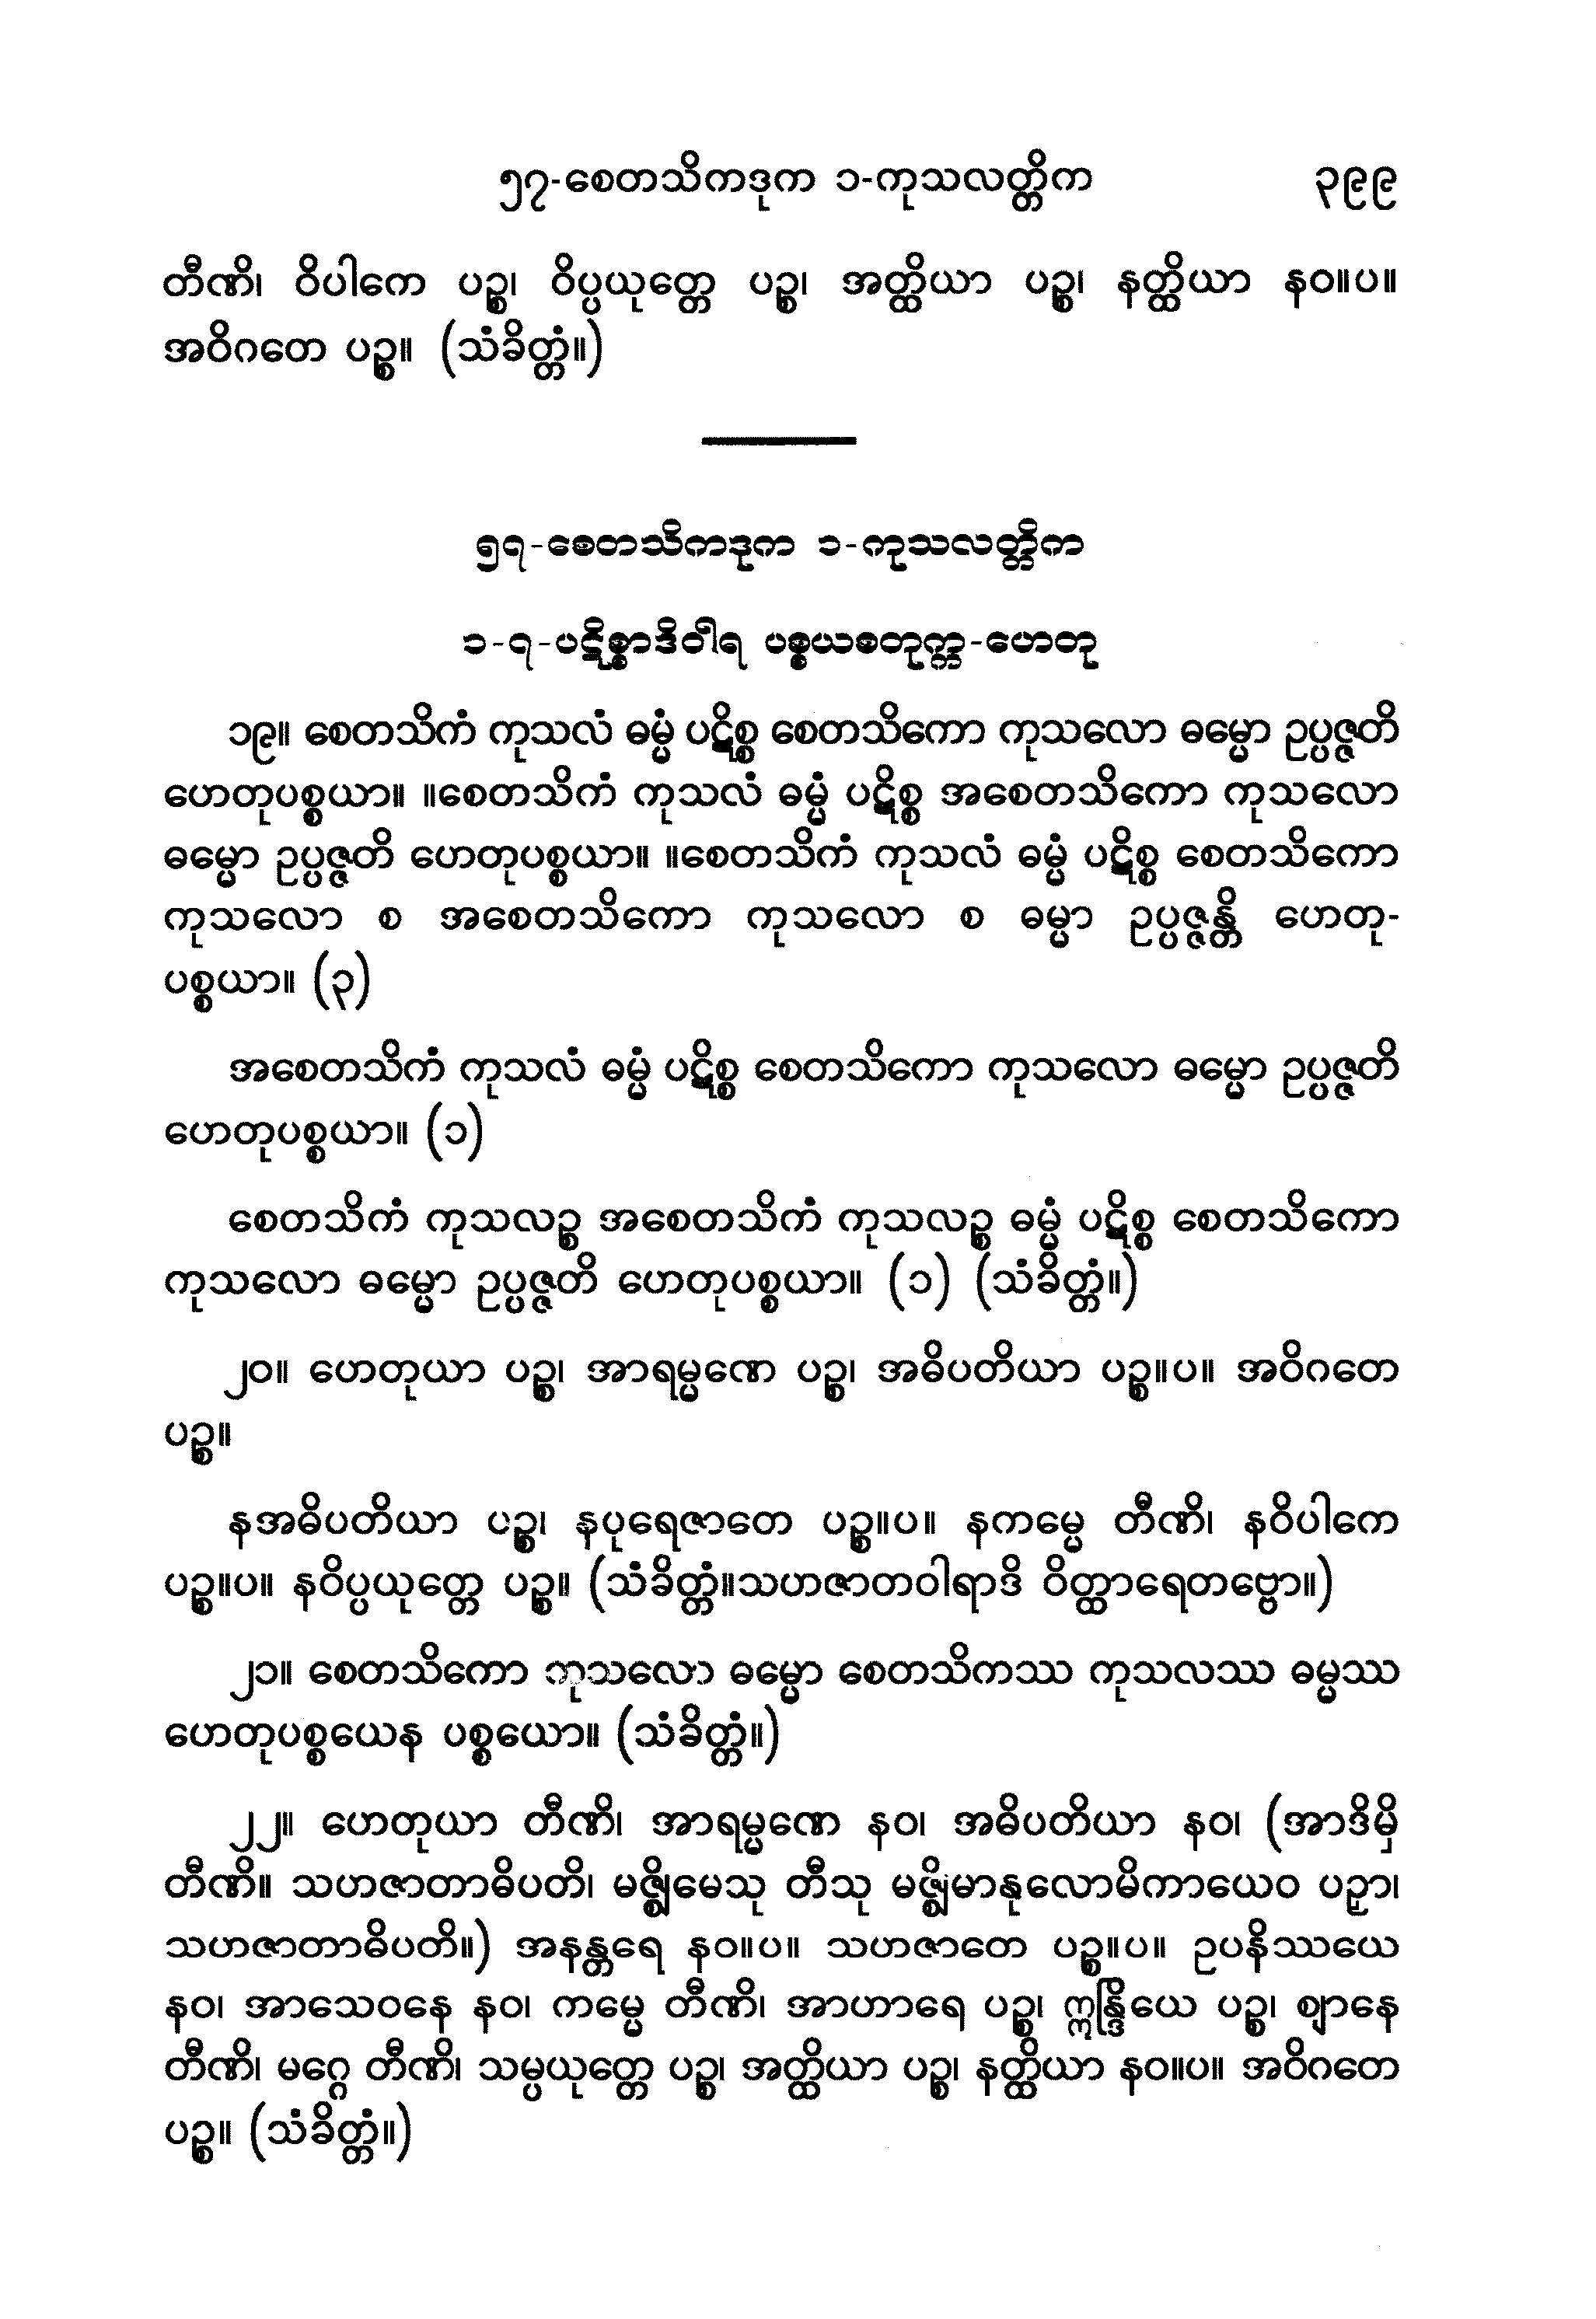 ၅၇-စေတသိကဒုက ၁-ကုသလတ္တိက ၃၉၉
တီဏိ၊ ဝိပါကေ ပဉ္စ၊ ဝိပ္ပယုတ္တေ ပဉ္စ၊ အတ္ထိယာ ပဉ္စ၊ နတ္ထိယာ နဝ။ပ။
အဝိဂတေ ပဉ္စ။ (သံခိတ္တံ။)
၅၇-စေတသိကဒုက ၁-ကုသလတ္တိက
၁-၇-ပဋိစ္စာဒိဝါရ ပစ္စယစတုက္က-ဟေတု
၁၉။ စေတသိကံ ကုသလံ ဓမ္မံ ပဋိစ္စ စေတသိကော ကုသလော ဓမ္မော ဥပ္ပဇ္ဇတိ
ဟေတုပစ္စယာ။ ။စေတသိကံ ကုသလံ ဓမ္မံ ပဋိစ္စ အစေတသိကော ကုသလော
ဓမ္မော ဥပ္ပဇ္ဇတိ ဟေတုပစ္စယာ။ ။စေတသိကံ ကုသလံ ဓမ္မံ ပဋိစ္စ စေတသိကော
ကုသလော စ အစေတသိကော ကုသလော စ ဓမ္မာ ဥပ္ပဇ္ဇန္တိ ဟေတု-
ပစ္စယာ။ (၃)
အစေတသိကံ ကုသလံ ဓမ္မံ ပဋိစ္စ စေတသိကော ကုသလော ဓမ္မော ဥပ္ပဇ္ဇတိ
ဟေတုပစ္စယာ။ (၁)
စေတသိကံ ကုသလဉ္စ အစေတသိကံ ကုသလဉ္စ ဓမ္မံ ပဋိစ္စ စေတသိကော
ကုသလော ဓမ္မော ဥပ္ပဇ္ဇတိ ဟေတုပစ္စယာ။ (၁) (သံခိတ္တံ။)
၂၀။ ဟေတုယာ ပဉ္စ၊ အာရမ္မဏေ ပဉ္စ၊ အဓိပတိယာ ပဉ္စ။ပ။ အဝိဂတေ
ပဉ္စ။
နအဓိပတိယာ ပဉ္စ၊ နပုရေဇာတေ ပဉ္စ။ပ။ နကမ္မေ တီဏိ၊ နဝိပါကေ
ပဉ္စ။ပ။ နဝိပ္ပယုတ္တေ ပဉ္စ။ (သံခိတ္တံ။သဟဇာတဝါရာဒိ ဝိတ္ထာရေတဗ္ဗော။)
၂၁။ စေတသိကော ကုသလော ဓမ္မော စေတသိကဿ ကုသလဿ ဓမ္မဿ
ဟေတုပစ္စယေန ပစ္စယော။ (သံခိတ္တံ။)
၂၂။ ဟေတုယာ တီဏိ၊ အာရမ္မဏေ နဝ၊ အဓိပတိယာ နဝ၊ (အာဒိမှိ
တီဏိ။ သဟဇာတာဓိပတိ၊ မဇ္ဈိမေသု တီသု မဇ္ဈိမာနုလောမိကာယေဝ ပဉှာ၊
သဟဇာတာဓိပတိ။) အနန္တရေ နဝ။ပ။ သဟဇာတေ ပဉ္စ။ပ။ ဥပနိဿယေ
နဝ၊ အာသေဝနေ နဝ၊ ကမ္မေ တီဏိ၊ အာဟာရေ ပဉ္စ၊ ဣန္ဒြိယေ ပဉ္စ၊ ဈာနေ
တီဏိ၊ မဂ္ဂေ တီဏိ၊ သမ္ပယုတ္တေ ပဉ္စ၊ အတ္ထိယာ ပဉ္စ၊ နတ္ထိယာ နဝ။ပ။ အဝိဂတေ
ပဉ္စ။ (သံခိတ္တံ။)